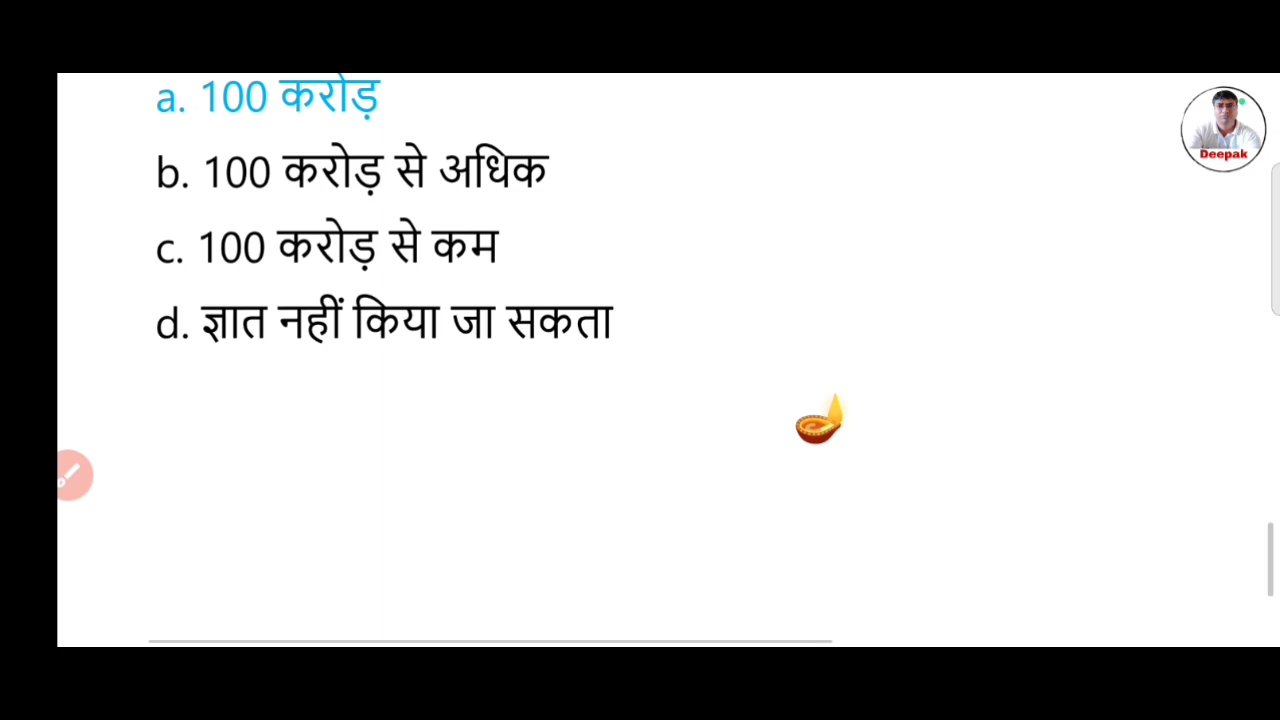 a. 100 करोड़
b. 100 करोड़ से अधिक
c. 100 करोड़ से कम
d. ज्ञात नहीं किया जा सकता
Deepak